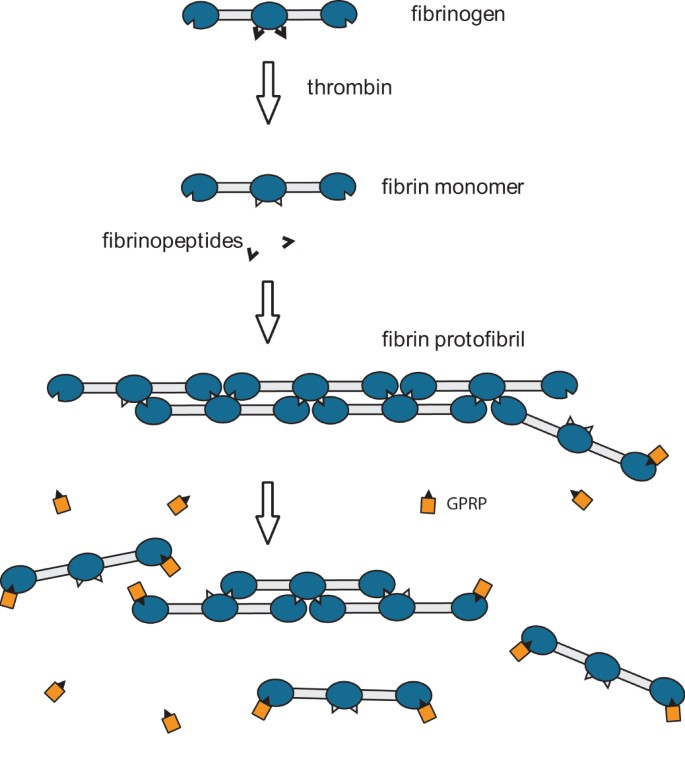 fibrinogen
thrombin
fibrin monomer
fibrinopeptides
fibrin protofibril
GPRP